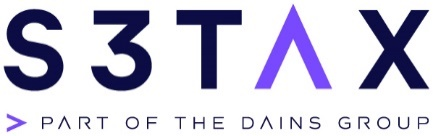 S3TAX
> PART OF THE DAINS GROUP